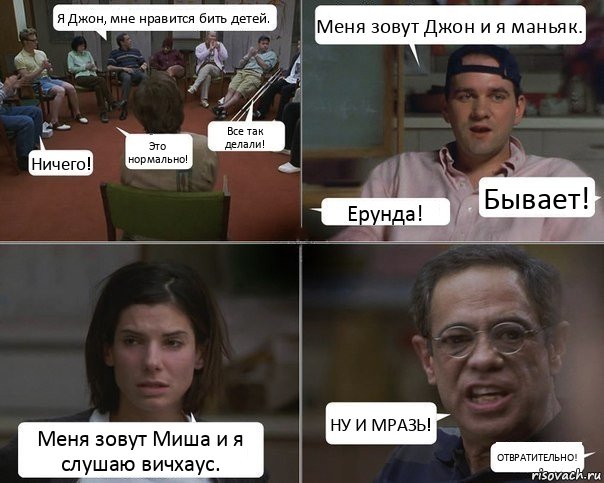 Я Джон, мне нравится бить детей.
Ничего!
Это
нормально!
Все так
делали!
Меня зовут Джон и я маньяк.
Ерунда!
Бывает!
Меня зовут Миша и я
слушаю вичхаус.
НУ И МРАЗЬ!
ОТВРАТИТЕЛЬНО!
risovach.ru